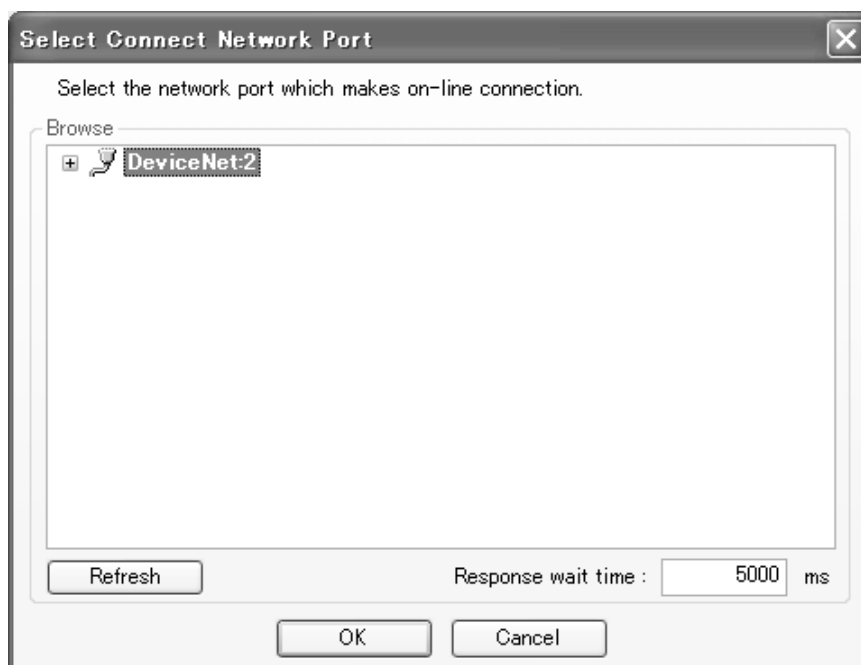 Select Connect Network Port
Select the network port which makes on-line connection.
Browse
DeviceNet:2
Refresh Response wait time : 5000 ms
OK Cancel